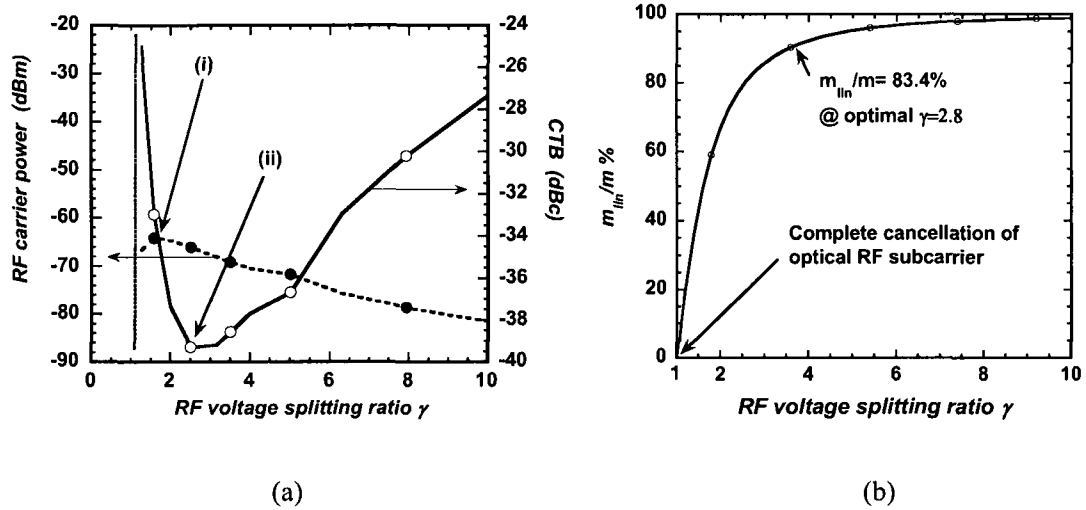 -20
-30
-40
-50
-60
-70
-80
-90
RF carrier power (dBm)
(i)
(ii)
-24
-26
-28
-30
-32
-34
-36
-38
-40
CTB (dBc)
0 2 4 6 8 10
RF voltage splitting ratio γ
(a)
100
80
60
40
20
0
m_lin/m %
m_lin/m= 83.4%
@ optimal γ=2.8
Complete cancellation of
optical RF subcarrier
1 2 4 6 8 10
RF voltage splitting ratio γ
(b)